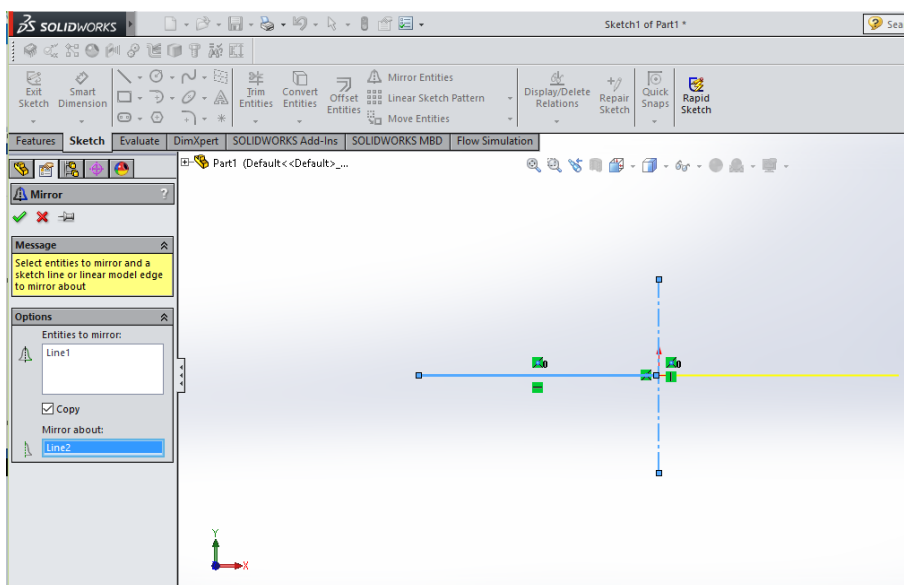 SOLIDWORKS
Sketch1 of Part1 *
Sea
Exit Sketch
Smart Dimension
Trim Entities
Convert Entities
Offset Entities
Mirror Entities
Linear Sketch Pattern
Move Entities
Display/Delete Relations
Repair Sketch
Quick Snaps
Rapid Sketch
Features
Sketch
Evaluate
DimXpert
SOLIDWORKS Add-Ins
SOLIDWORKS MBD
Flow Simulation
Part1 (Default<<Default>_...
Mirror
?
Message
Select entities to mirror and a
sketch line or linear model edge
to mirror about
Options
Entities to mirror:
Line1
Copy
Mirror about:
Line2
0
0
Y
X